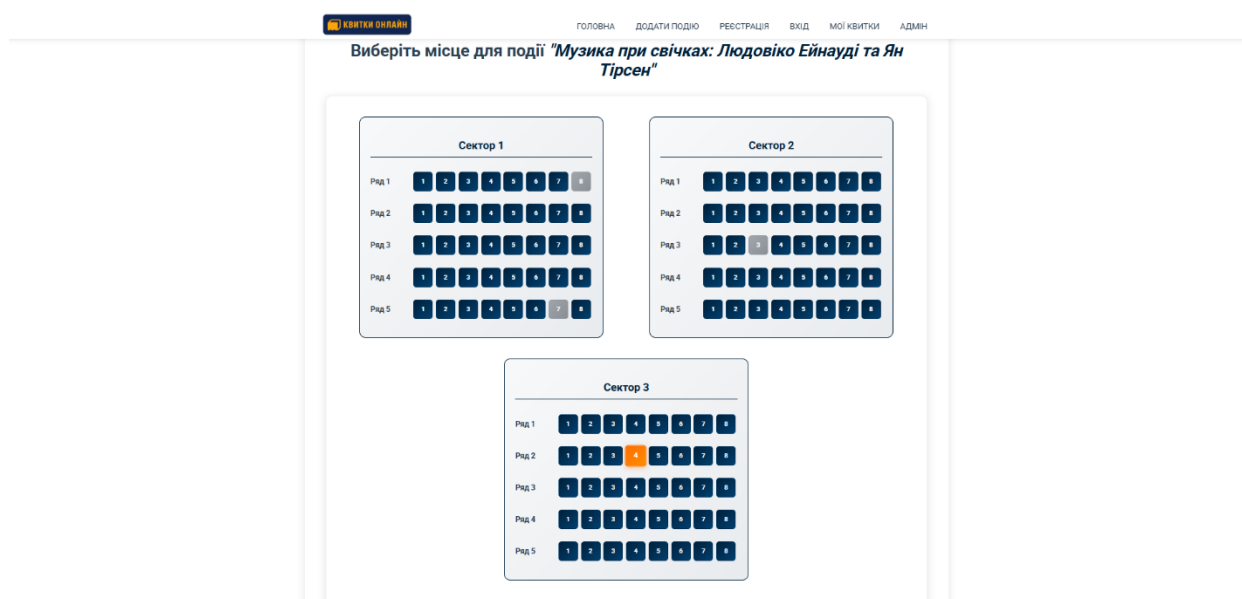 КВИТКИ ОНЛАЙН
ГОЛОВНА ДОДАТИ ПОДІЮ РЕЄСТРАЦІЯ ВХІД МОЇ КВИТКИ АДМІН
Виберіть місце для події "Музика при свічках: Людовіко Ейнауді та Ян
Тірсен"
Сектор 1
Ряд 1 1 2 3 4 5 6 7 8
Ряд 2 1 2 3 4 5 6 7 8
Ряд 3 1 2 3 4 5 6 7 8
Ряд 4 1 2 3 4 5 6 7 8
Ряд 5 1 2 3 4 5 6 7 8
Сектор 2
Ряд 1 1 2 3 4 5 6 7 8
Ряд 2 1 2 3 4 5 6 7 8
Ряд 3 1 2 3 4 5 6 7 8
Ряд 4 1 2 3 4 5 6 7 8
Ряд 5 1 2 3 4 5 6 7 8
Сектор 3
Ряд 1 1 2 3 4 5 6 7 8
Ряд 2 1 2 3 4 5 6 7 8
Ряд 3 1 2 3 4 5 6 7 8
Ряд 4 1 2 3 4 5 6 7 8
Ряд 5 1 2 3 4 5 6 7 8